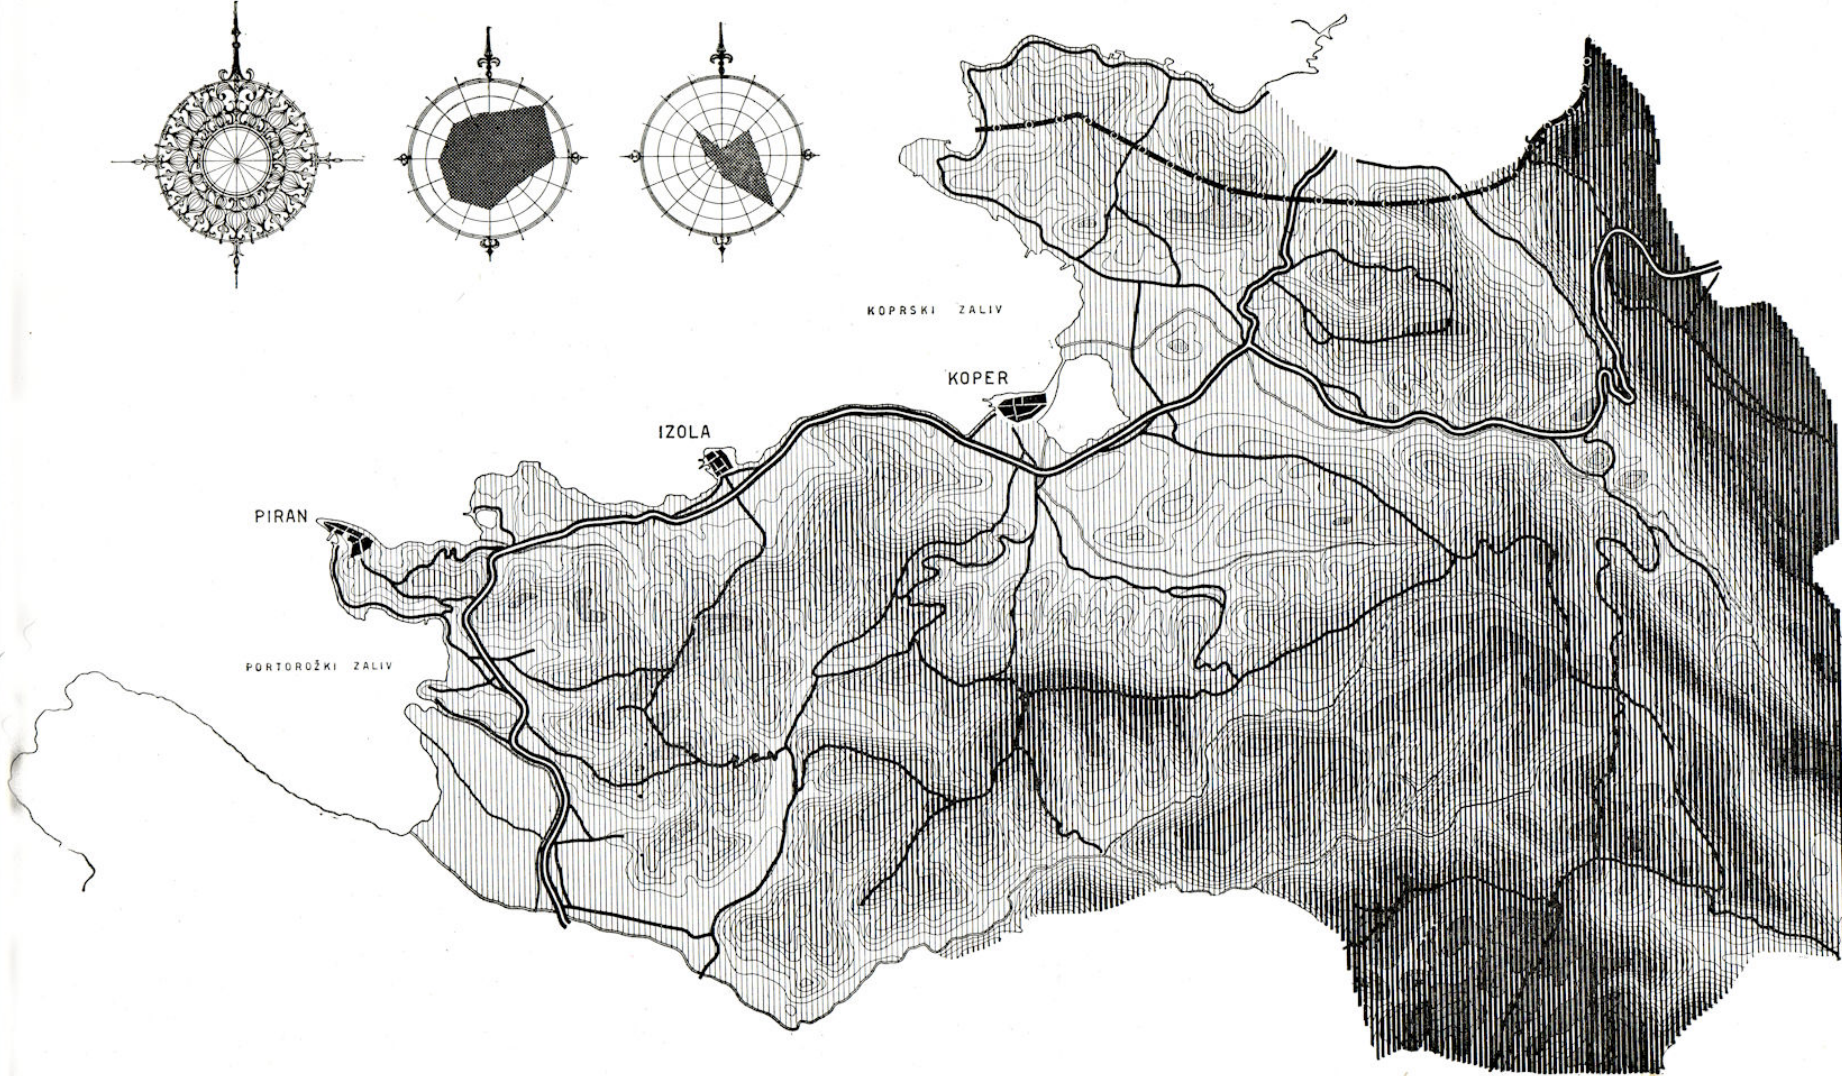 KOPRSKI ZALIV
KOPER
IZOLA
PIRAN
PORTOROŽKI ZALIV